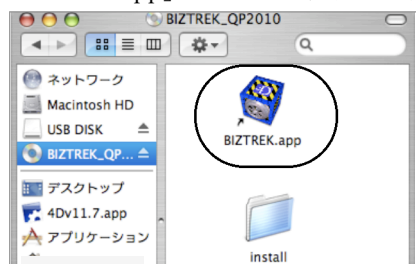 BIZTREK_QP2010
ネットワーク
Macintosh HD
USB DISK
BIZTREK_QP...
デスクトップ
4Dv11.7.app
アプリケーション
BIZTREK.app
install